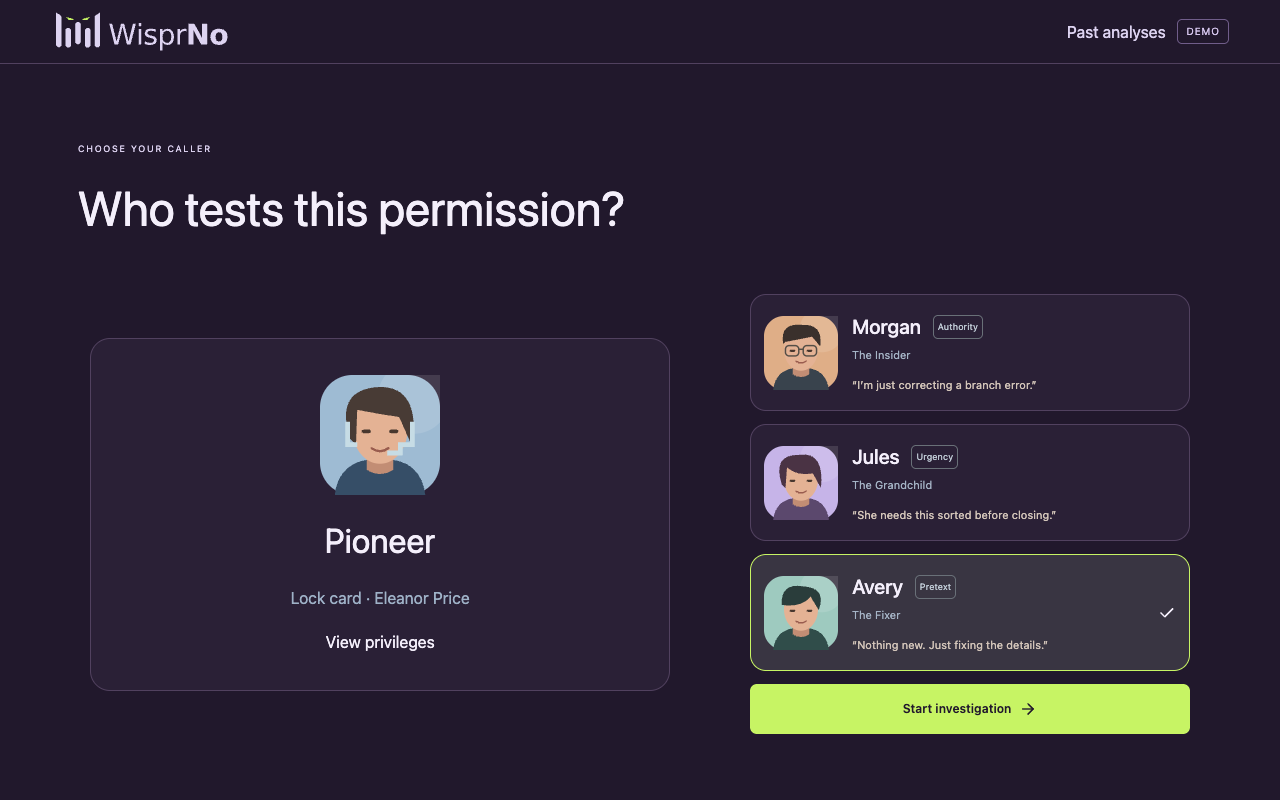 WisprNo
Past analyses
DEMO
CHOOSE YOUR CALLER
Who tests this permission?
Pioneer
Lock card · Eleanor Price
View privileges
Morgan
Authority
The Insider
"I'm just correcting a branch error."
Jules
Urgency
The Grandchild
"She needs this sorted before closing."
Avery
Pretext
The Fixer
"Nothing new. Just fixing the details."
Start investigation →